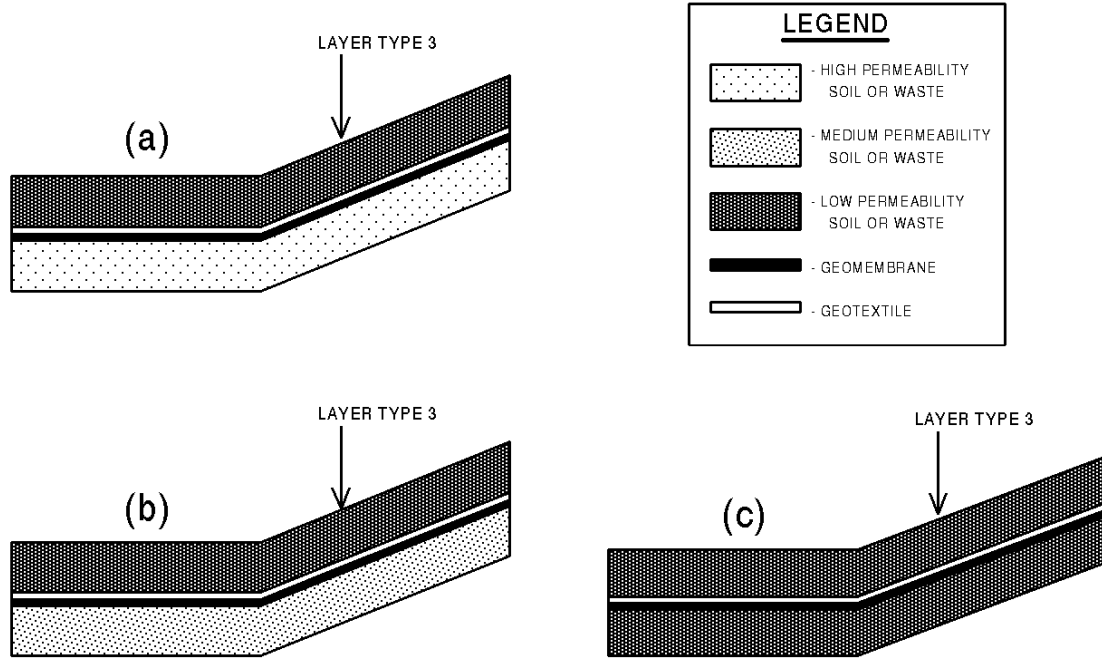 LAYER TYPE 3
(a)
LEGEND
- HIGH PERMEABILITY
SOIL OR WASTE
- MEDIUM PERMEABILITY
SOIL OR WASTE
- LOW PERMEABILITY
SOIL OR WASTE
- GEOMEMBRANE
- GEOTEXTILE
LAYER TYPE 3
(b)
LAYER TYPE 3
(c)